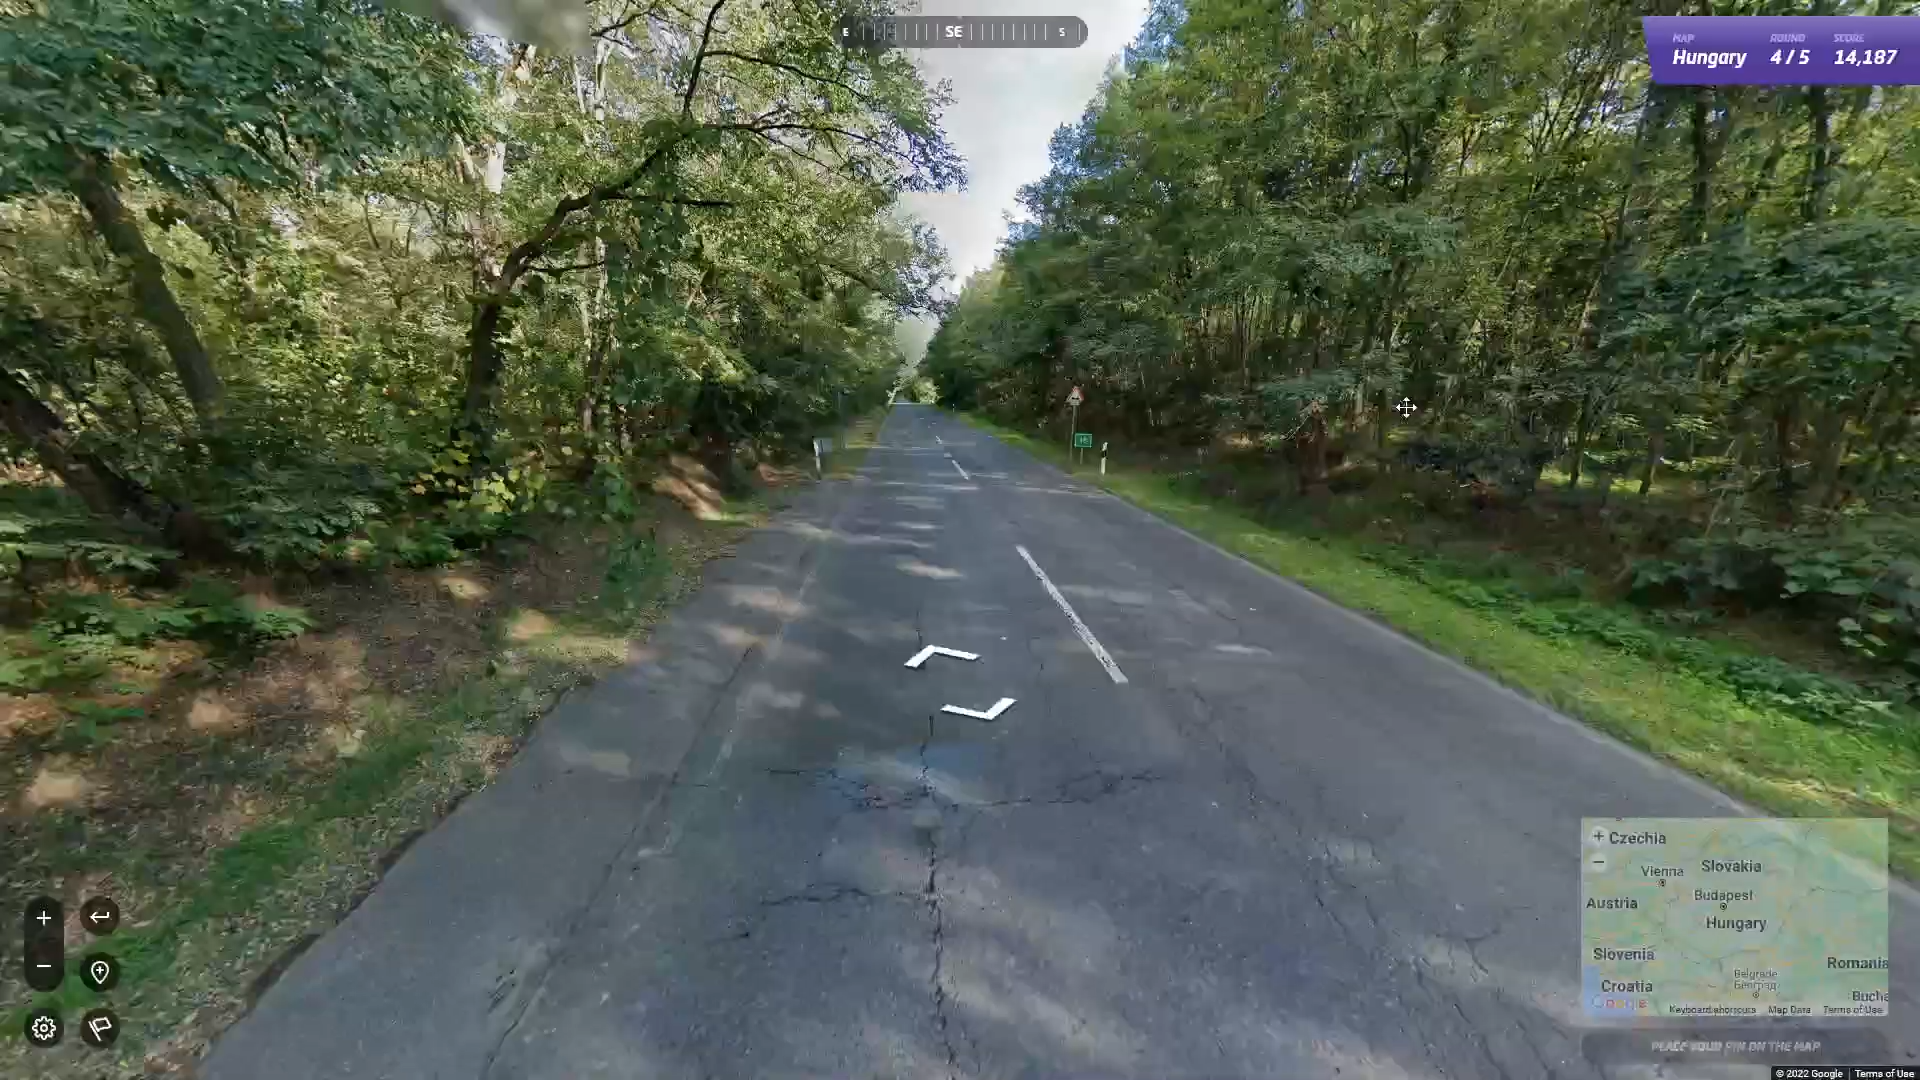 E SE S
MAP ROUND SCORE
Hungary 4 / 5 14,187
Czechia
Vienna
Slovakia
Budapest
Austria
Hungary
Slovenia
Romania
Belgrade
Београд
Croatia
Bucha
Google
Keyboard shortcuts Map Data Terms of Use
PLACE YOUR PIN ON THE MAP
© 2022 Google Terms of Use